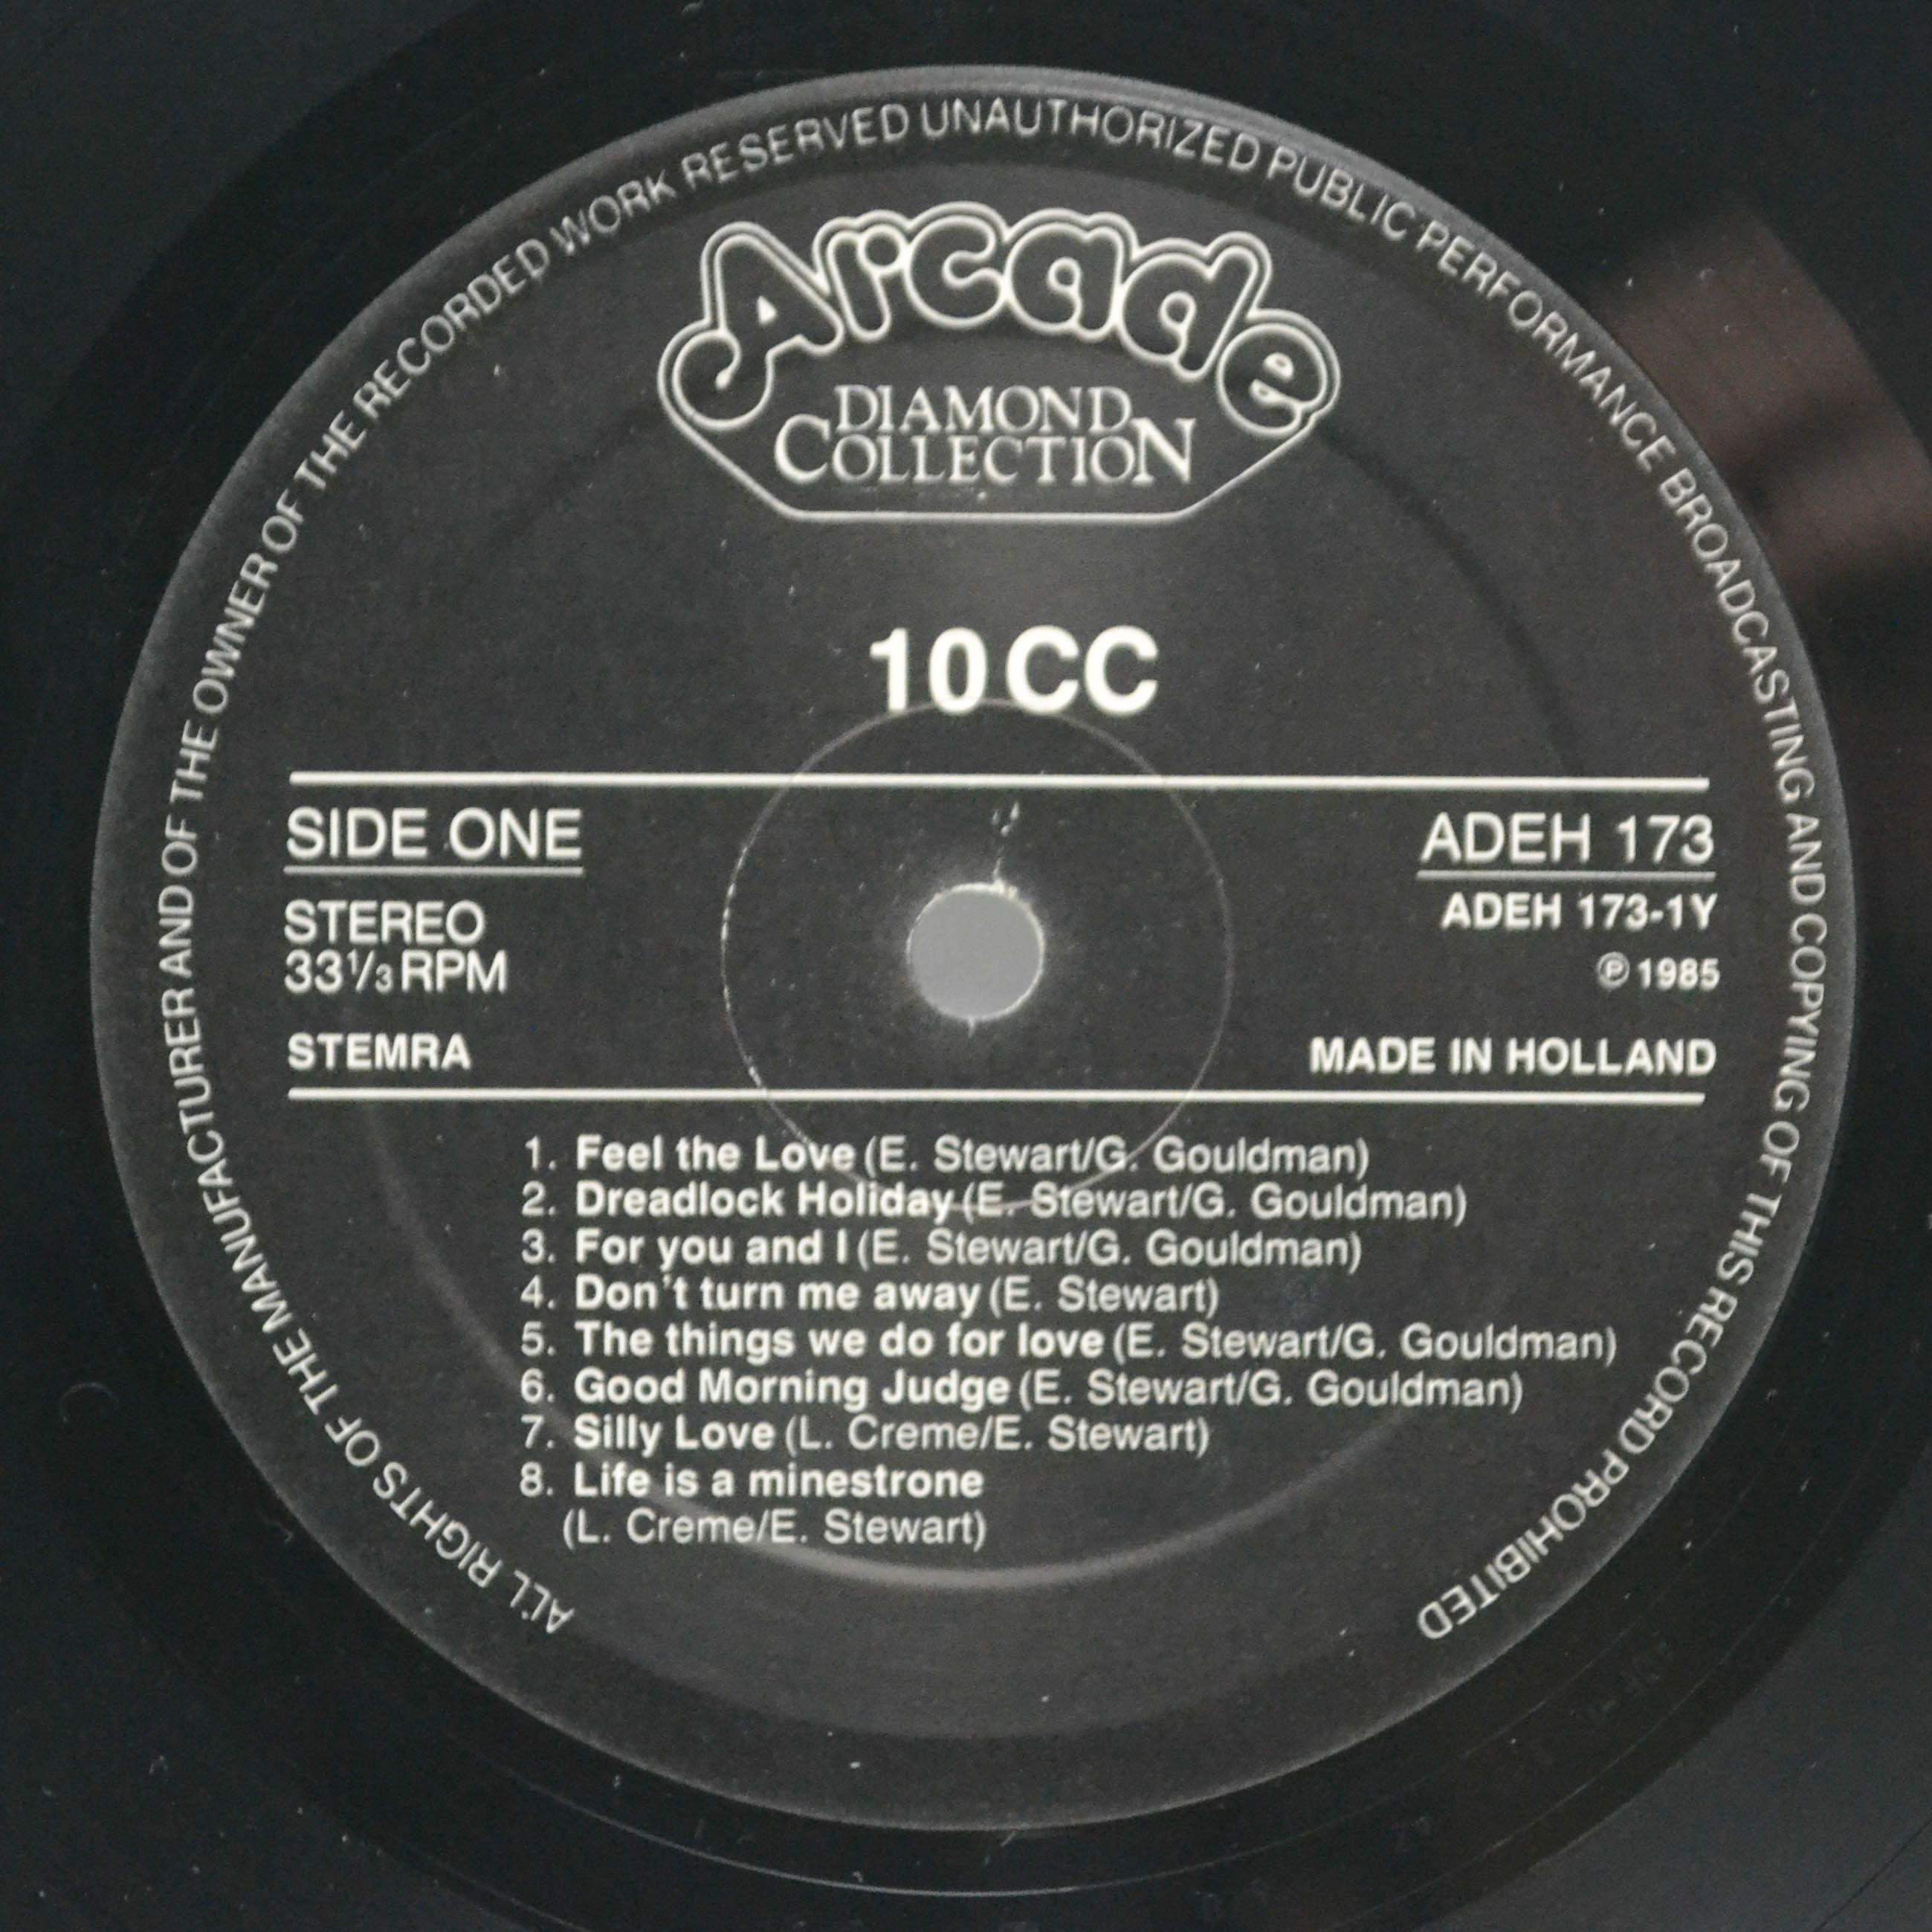 ALL RIGHTS OF THE MANUFACTURER AND OF THE OWNER OF THE RECORDED WORK RESERVED UNAUTHORIZED PUBLIC PERFORMANCE BROADCASTING AND COPYING OF THIS RECORD PROHIBITED
Arcade
DIAMOND
COLLECTION
10 CC
SIDE ONE
ADEH 173
STEREO
ADEH 173-1Y
33⅓ RPM
℗ 1985
STEMRA
MADE IN HOLLAND
1. Feel the Love (E. Stewart/G. Gouldman)
2. Dreadlock Holiday (E. Stewart/G. Gouldman)
3. For you and I (E. Stewart/G. Gouldman)
4. Don't turn me away (E. Stewart)
5. The things we do for love (E. Stewart/G. Gouldman)
6. Good Morning Judge (E. Stewart/G. Gouldman)
7. Silly Love (L. Creme/E. Stewart)
8. Life is a minestrone
(L. Creme/E. Stewart)